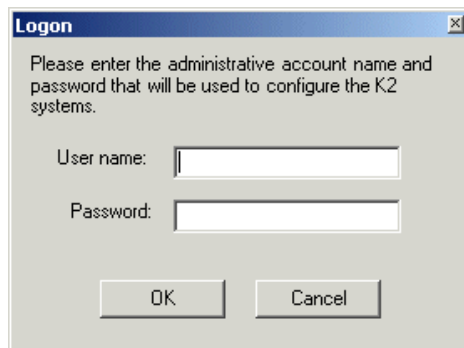 Logon
Please enter the administrative account name and
password that will be used to configure the K2
systems.
User name:
Password:
OK Cancel